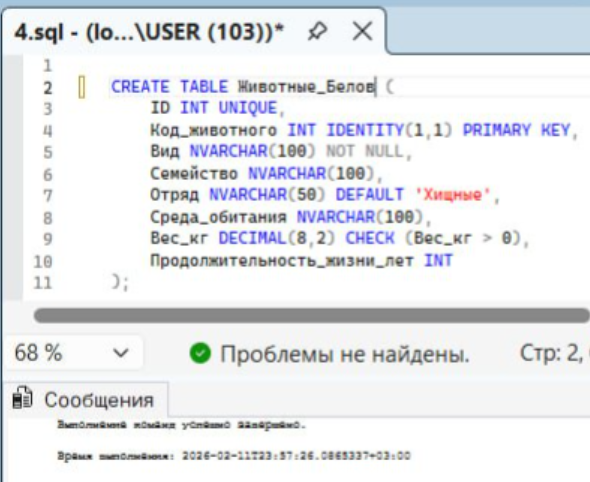 4.sql - (lo...\USER (103))*
1
2 CREATE TABLE Животные_Белов (
3 ID INT UNIQUE,
4 Код_животного INT IDENTITY(1,1) PRIMARY KEY,
5 Вид NVARCHAR(100) NOT NULL,
6 Семейство NVARCHAR(100),
7 Отряд NVARCHAR(50) DEFAULT 'Хищные',
8 Среда_обитания NVARCHAR(100),
9 Вес_кг DECIMAL(8,2) CHECK (Вес_кг > 0),
10 Продолжительность_жизни_лет INT
11 );
68 % Проблемы не найдены. Стр: 2,
Сообщения
Выполнение команд успешно завершено.
Время выполнения: 2026-02-11T23:57:26.0865337+03:00